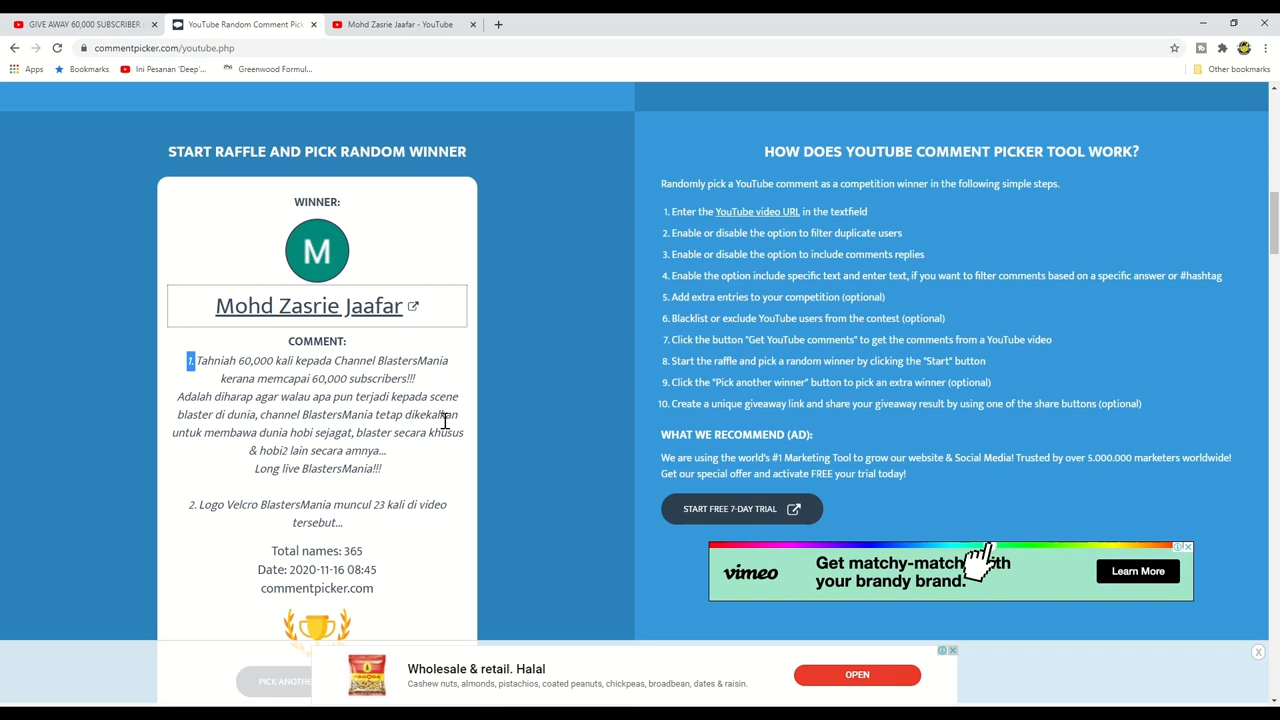 GIVE AWAY 60,000 SUBSCRIBER
YouTube Random Comment Pick
Mohd Zasrie Jaafar - YouTube
commentpicker.com/youtube.php
Apps
Bookmarks
Ini Pesanan 'Deep'...
Greenwood Formul...
Other bookmarks
START RAFFLE AND PICK RANDOM WINNER
WINNER:
M
Mohd Zasrie Jaafar
COMMENT:
1. Tahniah 60,000 kali kepada Channel BlastersMania
kerana memcapai 60,000 subscribers!!!
Adalah diharap agar walau apa pun terjadi kepada scene
blaster di dunia, channel BlastersMania tetap dikekalkan
untuk membawa dunia hobi sejagat, blaster secara khusus
& hobi2 lain secara amnya...
Long live BlastersMania!!!
2. Logo Velcro BlastersMania muncul 23 kali di video
tersebut...
Total names: 365
Date: 2020-11-16 08:45
commentpicker.com
PICK ANOTHE
HOW DOES YOUTUBE COMMENT PICKER TOOL WORK?
Randomly pick a YouTube comment as a competition winner in the following simple steps.
1. Enter the YouTube video URL in the textfield
2. Enable or disable the option to filter duplicate users
3. Enable or disable the option to include comments replies
4. Enable the option include specific text and enter text, if you want to filter comments based on a specific answer or #hashtag
5. Add extra entries to your competition (optional)
6. Blacklist or exclude YouTube users from the contest (optional)
7. Click the button "Get YouTube comments" to get the comments from a YouTube video
8. Start the raffle and pick a random winner by clicking the "Start" button
9. Click the "Pick another winner" button to pick an extra winner (optional)
10. Create a unique giveaway link and share your giveaway result by using one of the share buttons (optional)
WHAT WE RECOMMEND (AD):
We are using the world's #1 Marketing Tool to grow our website & Social Media! Trusted by over 5.000.000 marketers worldwide!
Get our special offer and activate FREE your trial today!
START FREE 7-DAY TRIAL
vimeo
Get matchy-match with
your brandy brand.
Learn More
Wholesale & retail. Halal
Cashew nuts, almonds, pistachios, coated peanuts, chickpeas, broadbean, dates & raisin.
OPEN